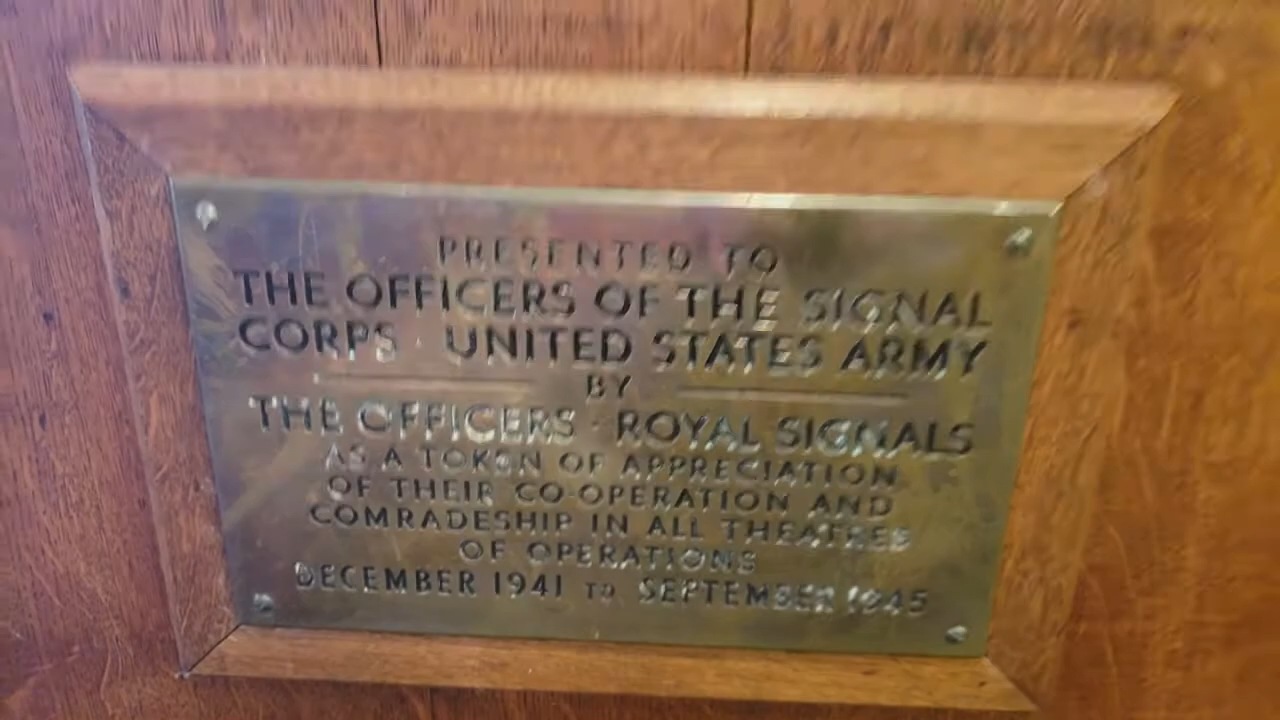 PRESENTED TO
THE OFFICERS OF THE SIGNAL
CORPS · UNITED STATES ARMY
BY
THE OFFICERS · ROYAL SIGNALS
AS A TOKEN OF APPRECIATION
OF THEIR CO-OPERATION AND
COMRADESHIP IN ALL THEATRES
OF OPERATIONS
DECEMBER 1941 TO SEPTEMBER 1945